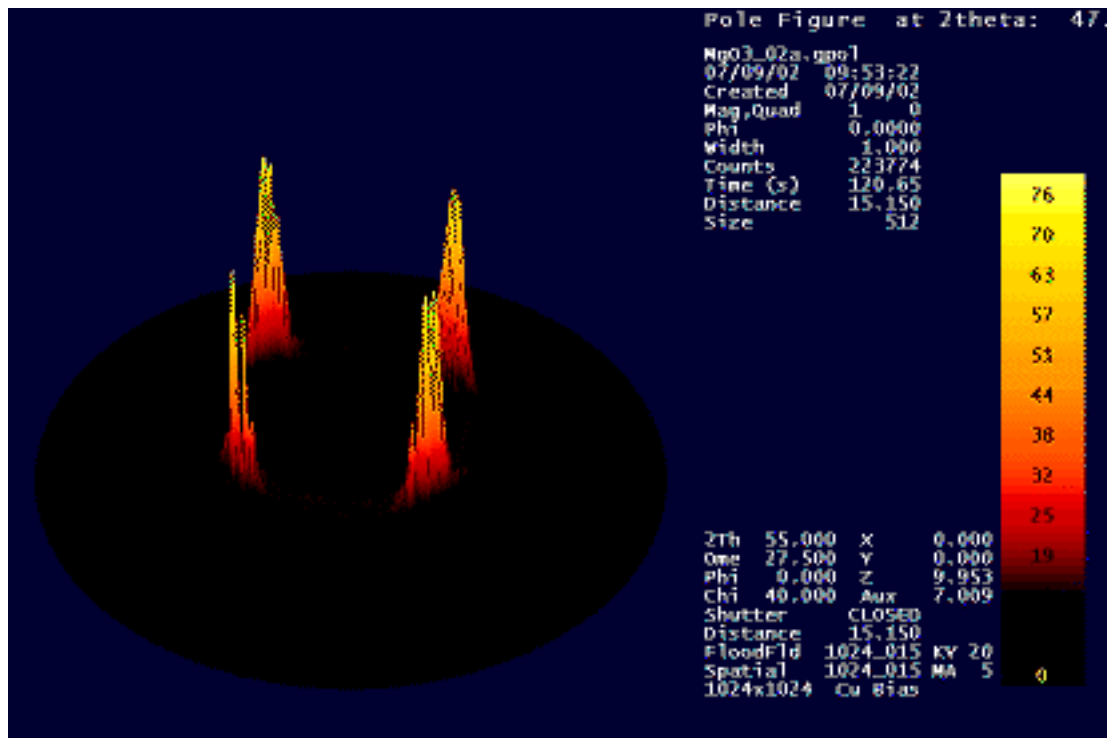 Pole Figure at 2theta: 47.
MgO3_02a.gpol
07/09/02 09:53:22
Created 07/09/02
Mag,Quad 1 0
Phi 0.0000
Width 1.000
Counts 223774
Time (s) 120.65
Distance 15.150
Size 512
76
70
63
57
51
44
38
32
25
19
0
2Th 55.000 X 0.000
Ome 27.500 Y 0.000
Phi 0.000 Z 9.953
Chi 40.000 Aux 7.009
Shutter CLOSED
Distance 15.150
FloodFld 1024_015 KV 20
Spatial 1024_015 MA 5
1024x1024 Cu Bias